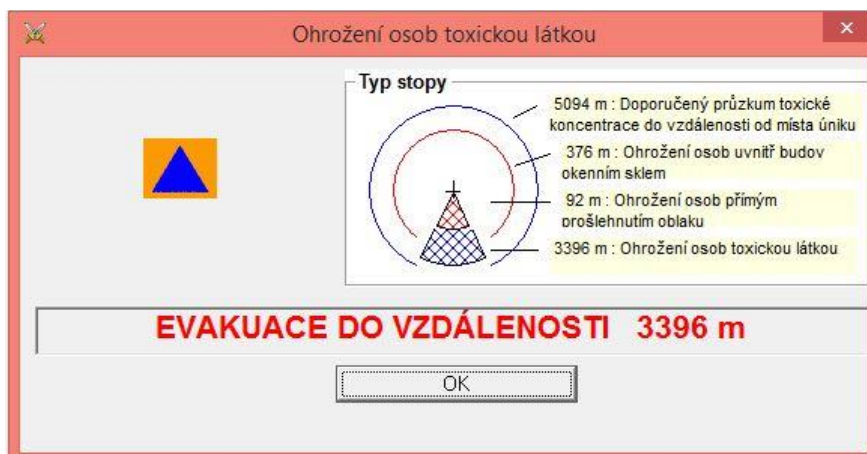 Ohrožení osob toxickou látkou
×
Typ stopy
5094 m : Doporučený průzkum toxické
koncentrace do vzdálenosti od místa úniku
376 m : Ohrožení osob uvnitř budov
okenním sklem
92 m : Ohrožení osob přímým
prošlehnutím oblaku
3396 m : Ohrožení osob toxickou látkou
EVAKUACE DO VZDÁLENOSTI 3396 m
OK